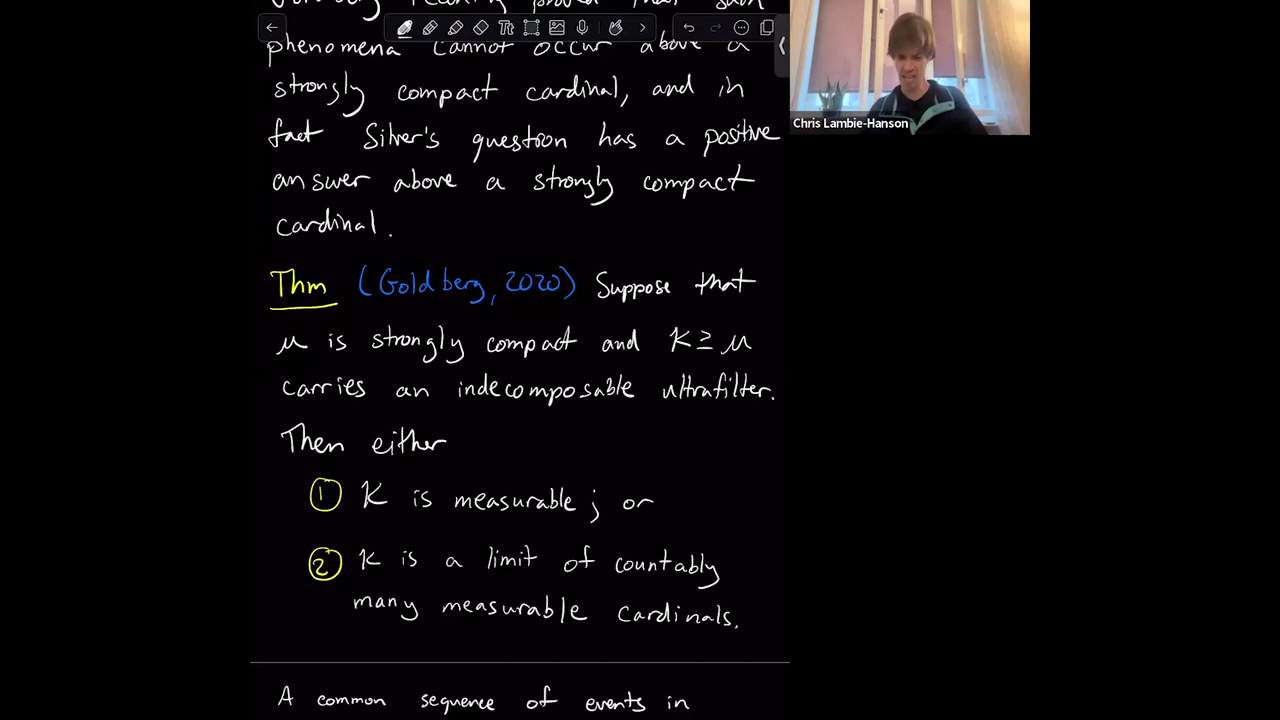 phenomena cannot occur above a
strongly compact cardinal, and in
fact Silver's question has a positive
answer above a strongly compact
cardinal.
Thm (Goldberg, 2020) Suppose that
μ is strongly compact and κ ≥ μ
carries an indecomposable ultrafilter.
Then either
① κ is measurable; or
② κ is a limit of countably
many measurable cardinals.
A common sequence of events in
Chris Lambie-Hanson